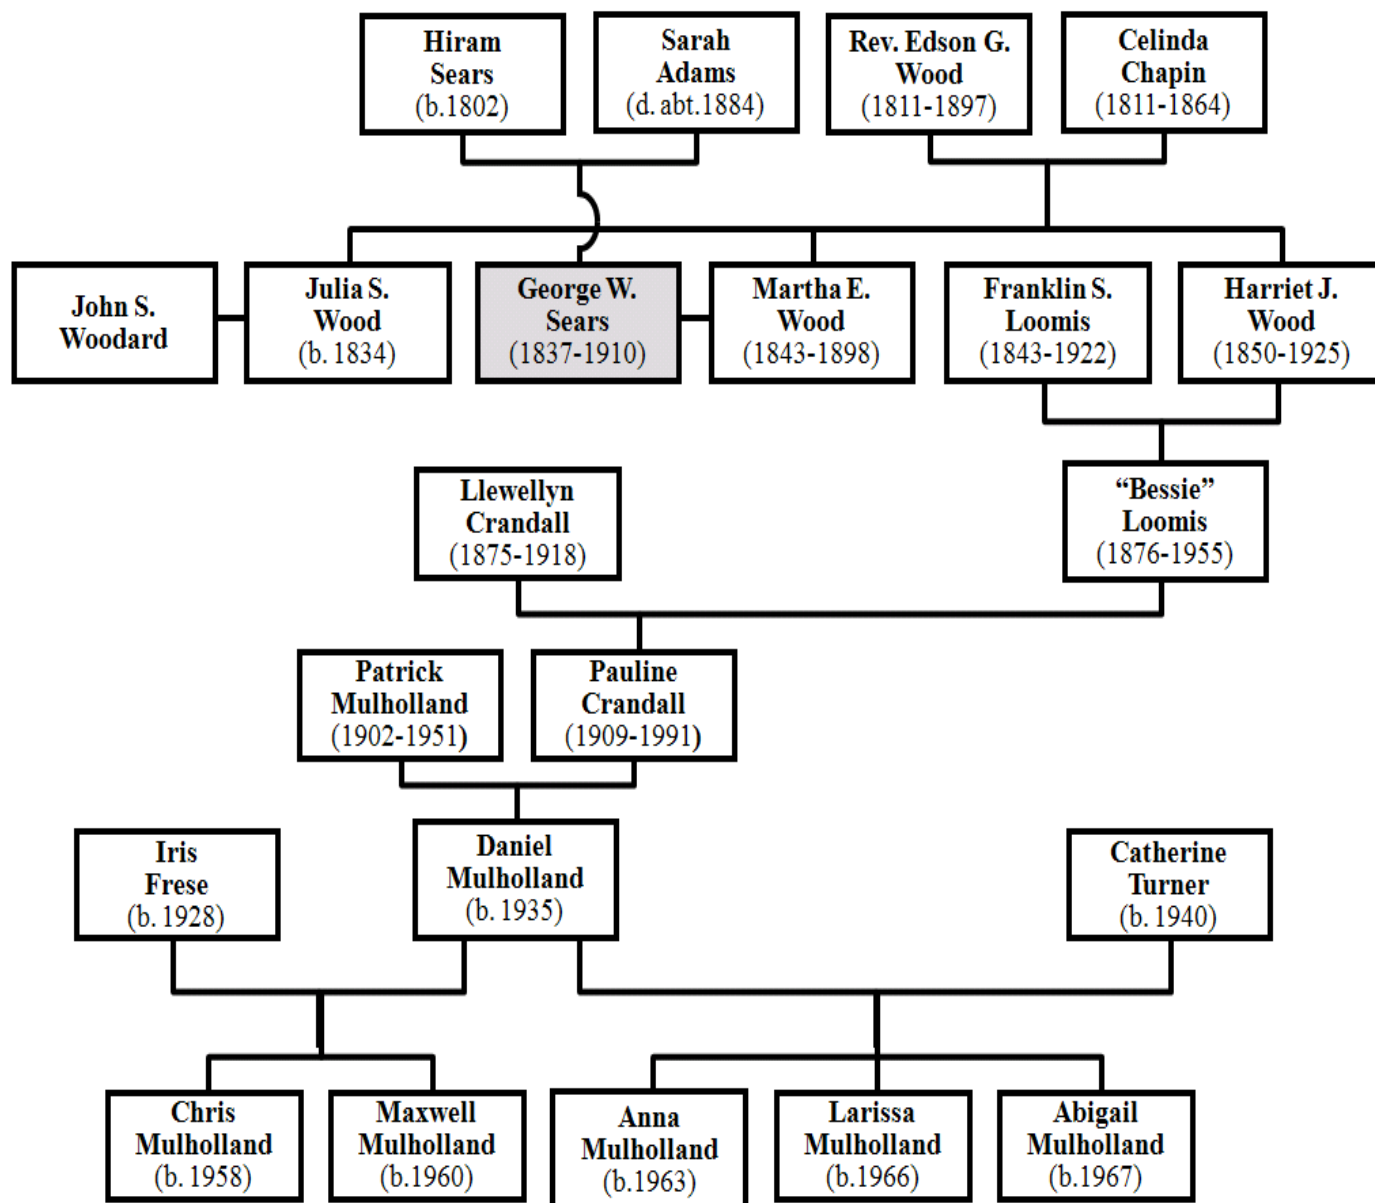 Hiram
Sears
(b.1802)
Sarah
Adams
(d. abt.1884)
Rev. Edson G.
Wood
(1811-1897)
Celinda
Chapin
(1811-1864)
John S.
Woodard
Julia S.
Wood
(b. 1834)
George W.
Sears
(1837-1910)
Martha E.
Wood
(1843-1898)
Franklin S.
Loomis
(1843-1922)
Harriet J.
Wood
(1850-1925)
Llewellyn
Crandall
(1875-1918)
“Bessie”
Loomis
(1876-1955)
Patrick
Mulholland
(1902-1951)
Pauline
Crandall
(1909-1991)
Iris
Frese
(b. 1928)
Daniel
Mulholland
(b. 1935)
Catherine
Turner
(b. 1940)
Chris
Mulholland
(b. 1958)
Maxwell
Mulholland
(b.1960)
Anna
Mulholland
(b.1963)
Larissa
Mulholland
(b.1966)
Abigail
Mulholland
(b.1967)